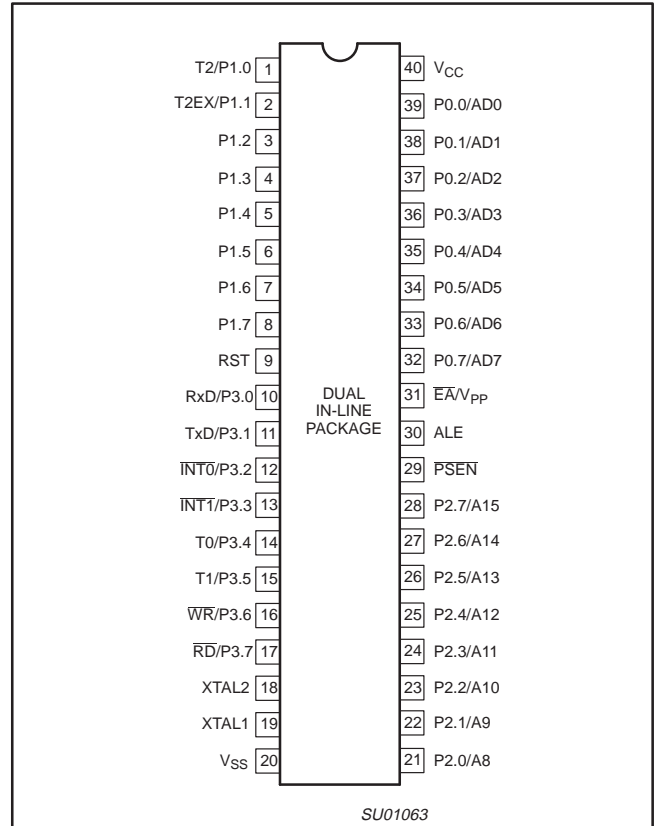 T2/P1.0 1
T2EX/P1.1 2
P1.2 3
P1.3 4
P1.4 5
P1.5 6
P1.6 7
P1.7 8
RST 9
RxD/P3.0 10
TxD/P3.1 11
I̅N̅T̅0̅/P3.2 12
I̅N̅T̅1̅/P3.3 13
T0/P3.4 14
T1/P3.5 15
W̅R̅/P3.6 16
R̅D̅/P3.7 17
XTAL2 18
XTAL1 19
VSS 20
DUAL
IN-LINE
PACKAGE
40 VCC
39 P0.0/AD0
38 P0.1/AD1
37 P0.2/AD2
36 P0.3/AD3
35 P0.4/AD4
34 P0.5/AD5
33 P0.6/AD6
32 P0.7/AD7
31 E̅A̅/VPP
30 ALE
29 P̅S̅E̅N̅
28 P2.7/A15
27 P2.6/A14
26 P2.5/A13
25 P2.4/A12
24 P2.3/A11
23 P2.2/A10
22 P2.1/A9
21 P2.0/A8
SU01063